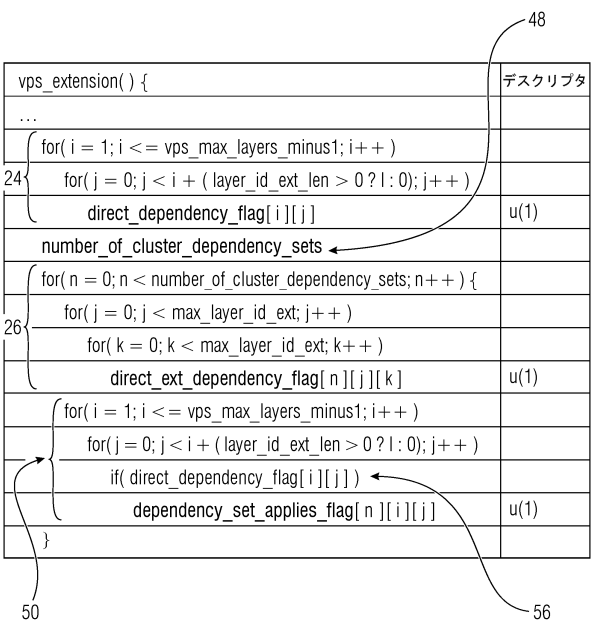 48
vps_extension( ) {
デスクリプタ
...
for( i = 1; i <= vps_max_layers_minus1; i++ )
24
for( j = 0; j < i + ( layer_id_ext_len > 0 ? l : 0); j++ )
direct_dependency_flag[ i ][ j ]
u(1)
number_of_cluster_dependency_sets
for( n = 0; n < number_of_cluster_dependency_sets; n++ ) {
for( j = 0; j < max_layer_id_ext; j++ )
26
for( k = 0; k < max_layer_id_ext; k++ )
direct_ext_dependency_flag[ n ][ j ][ k ]
u(1)
for( i = 1; i <= vps_max_layers_minus1; i++ )
for( j = 0; j < i + ( layer_id_ext_len > 0 ? l : 0); j++ )
if( direct_dependency_flag[ i ][ j ] )
dependency_set_applies_flag[ n ][ i ][ j ]
u(1)
}
50
56